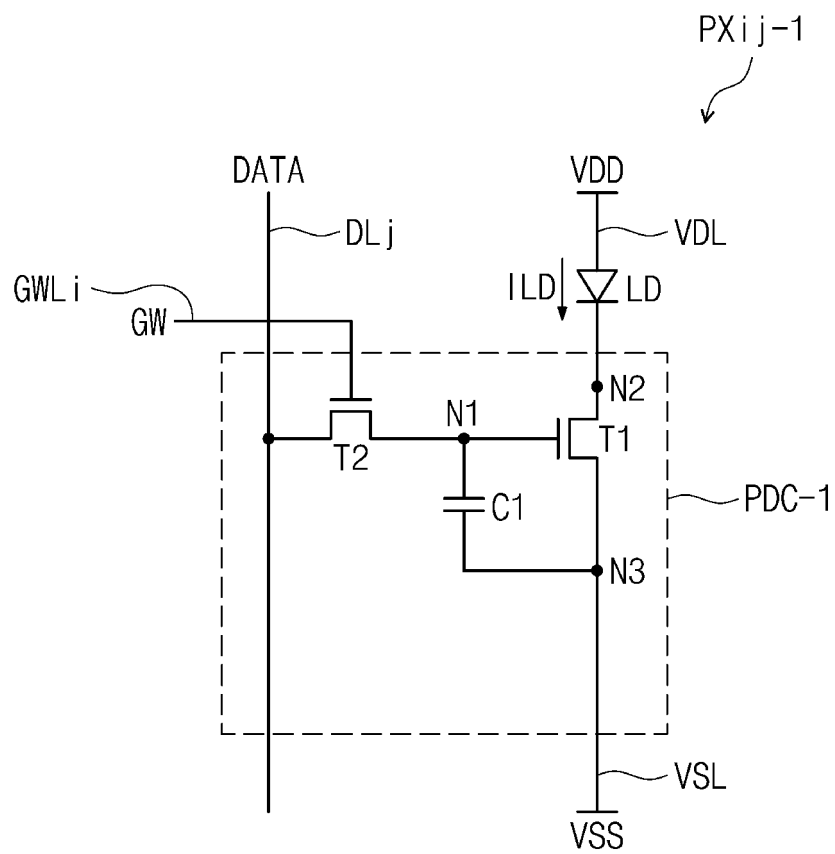 PXij-1
DATA
VDD
DLj
VDL
GWLi
GW
ILD
LD
N2
N1
T1
T2
C1
PDC-1
N3
VSL
VSS